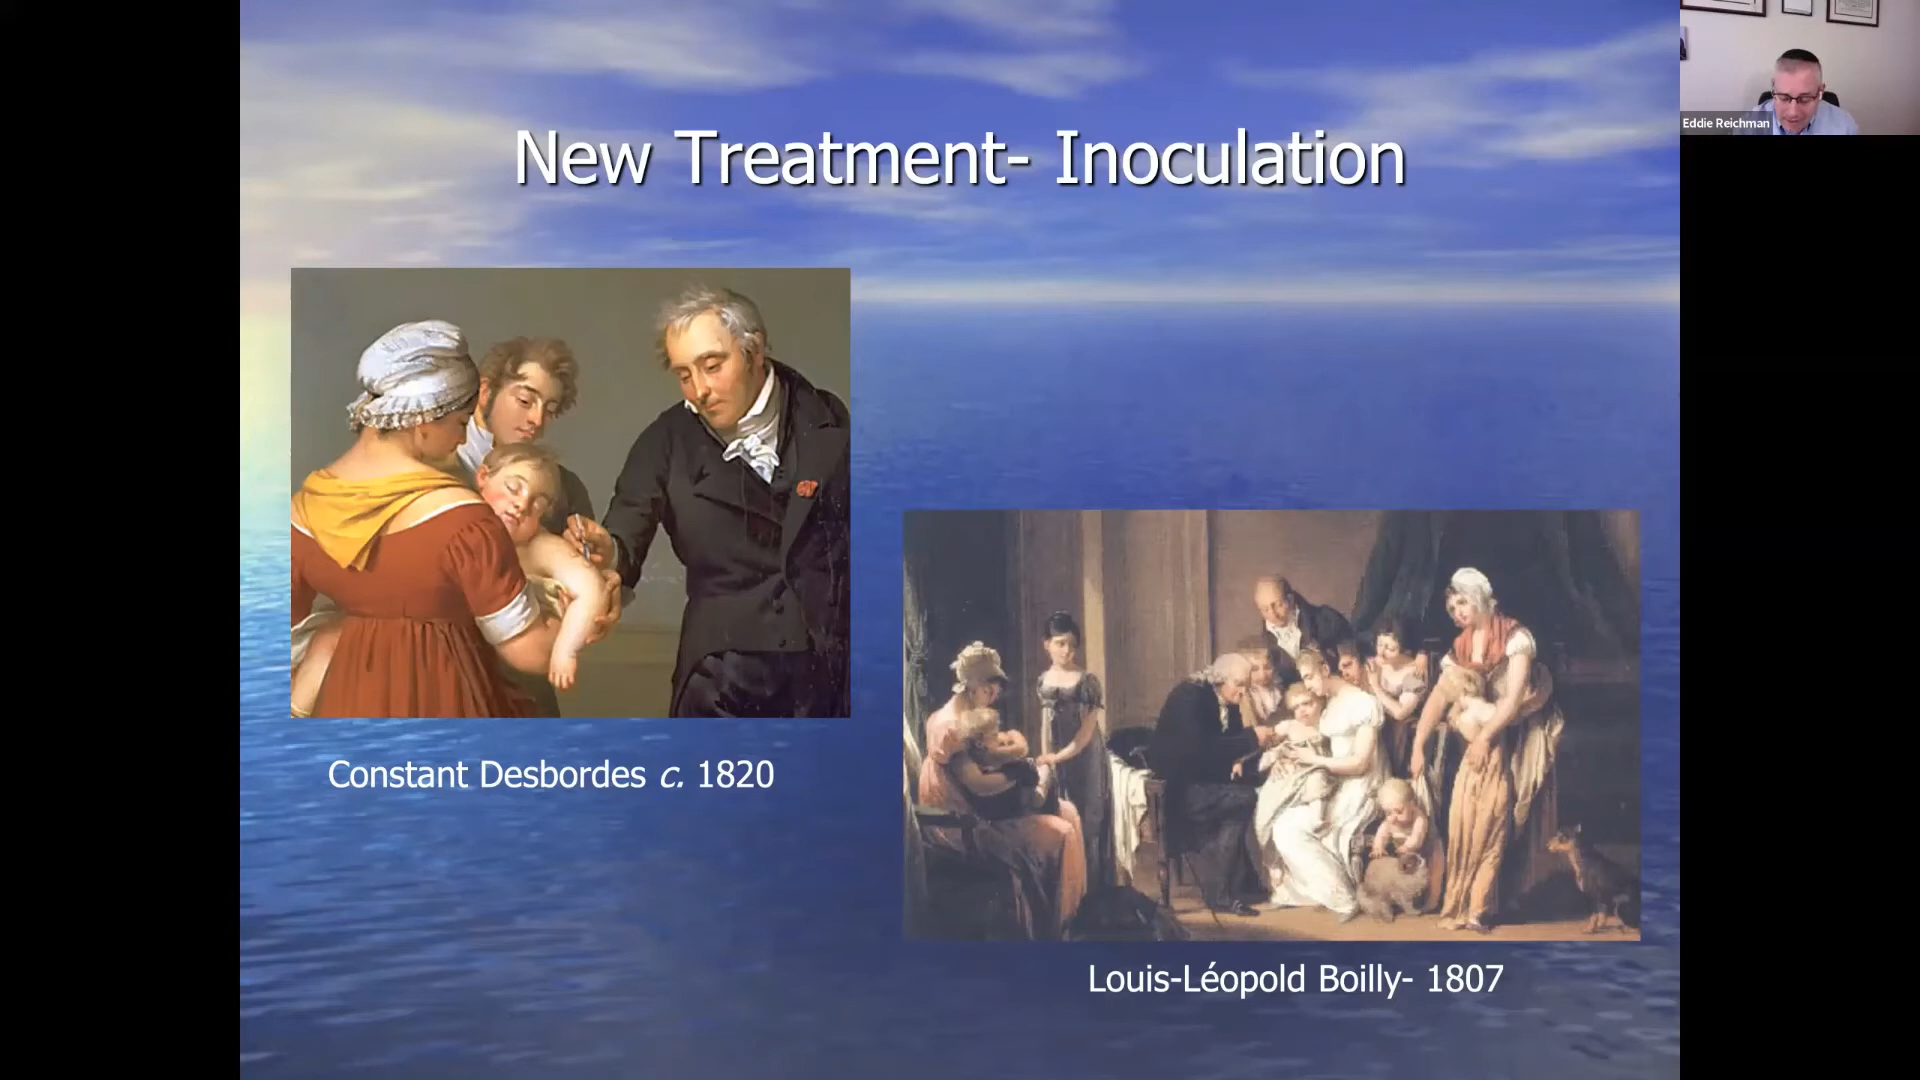 New Treatment- Inoculation
Eddie Reichman
Constant Desbordes c. 1820
Louis-Léopold Boilly- 1807